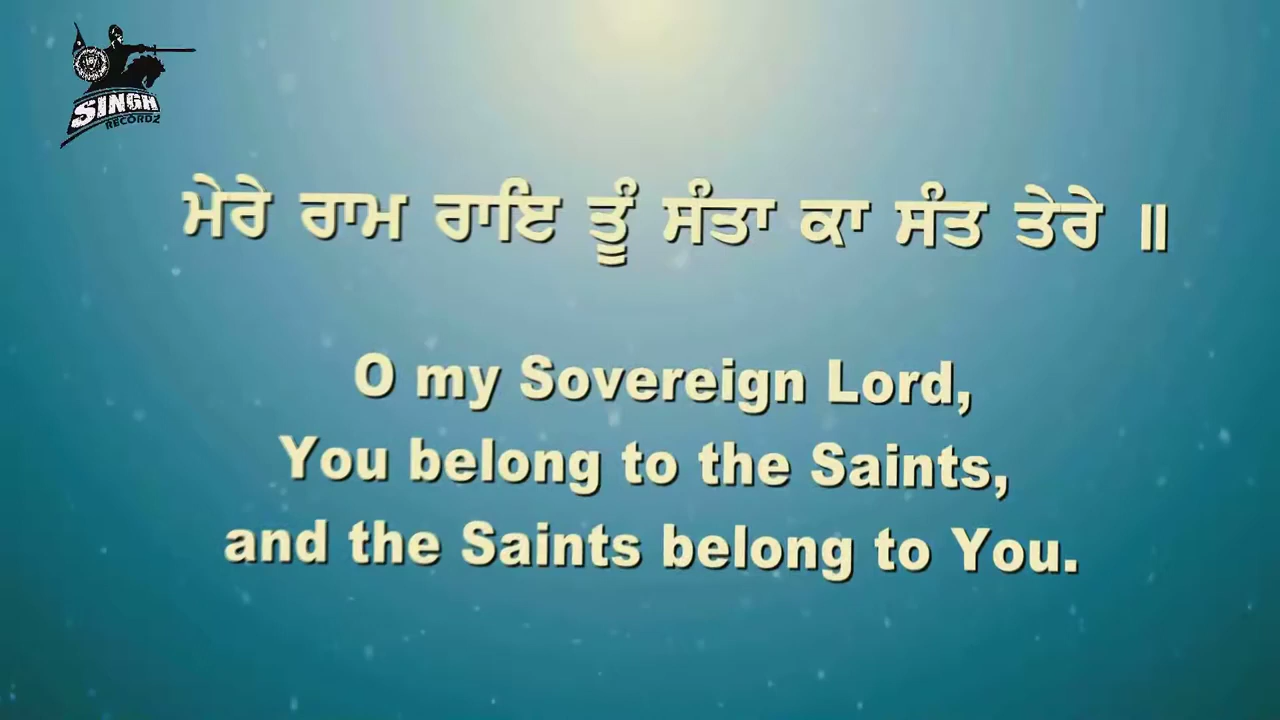 SINGH
RECORDZ
ਮੇਰੇ ਰਾਮ ਰਾਇ ਤੂੰ ਸੰਤਾ ਕਾ ਸੰਤ ਤੇਰੇ ॥
O my Sovereign Lord,
You belong to the Saints,
and the Saints belong to You.